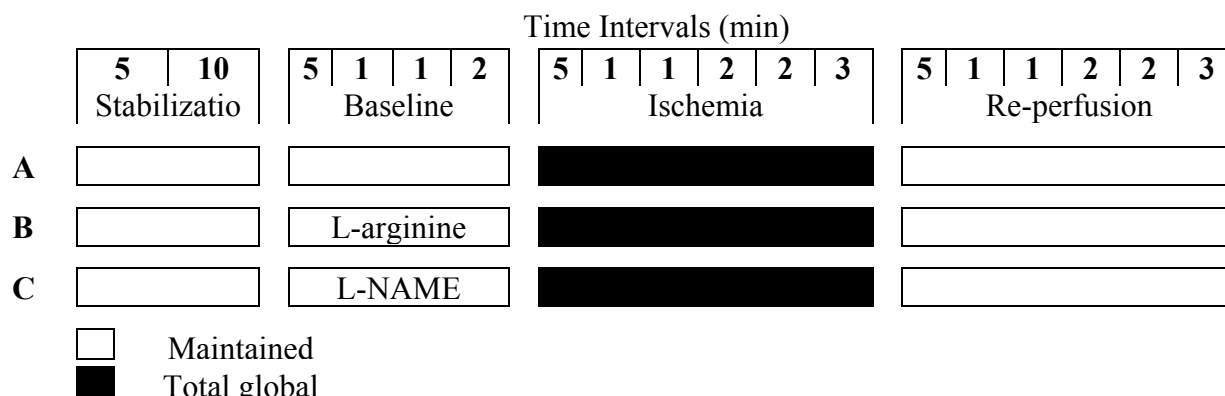 Time Intervals (min)
5 10 5 1 1 2 5 1 1 2 2 3 5 1 1 2 2 3
Stabilizatio Baseline Ischemia Re-perfusion
A
B L-arginine
C L-NAME
Maintained
Total global